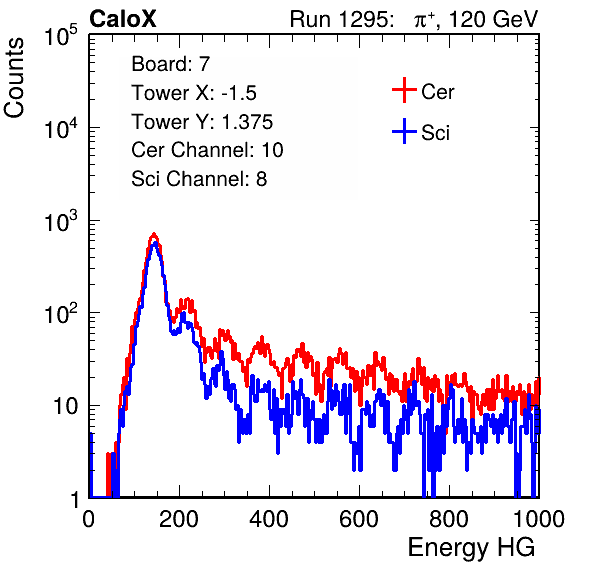 CaloX Run 1295: π⁺, 120 GeV
Counts
10⁵
10⁴
10³
10²
10
1
Board: 7
Tower X: -1.5
Tower Y: 1.375
Cer Channel: 10
Sci Channel: 8
Cer
Sci
0 200 400 600 800 1000
Energy HG